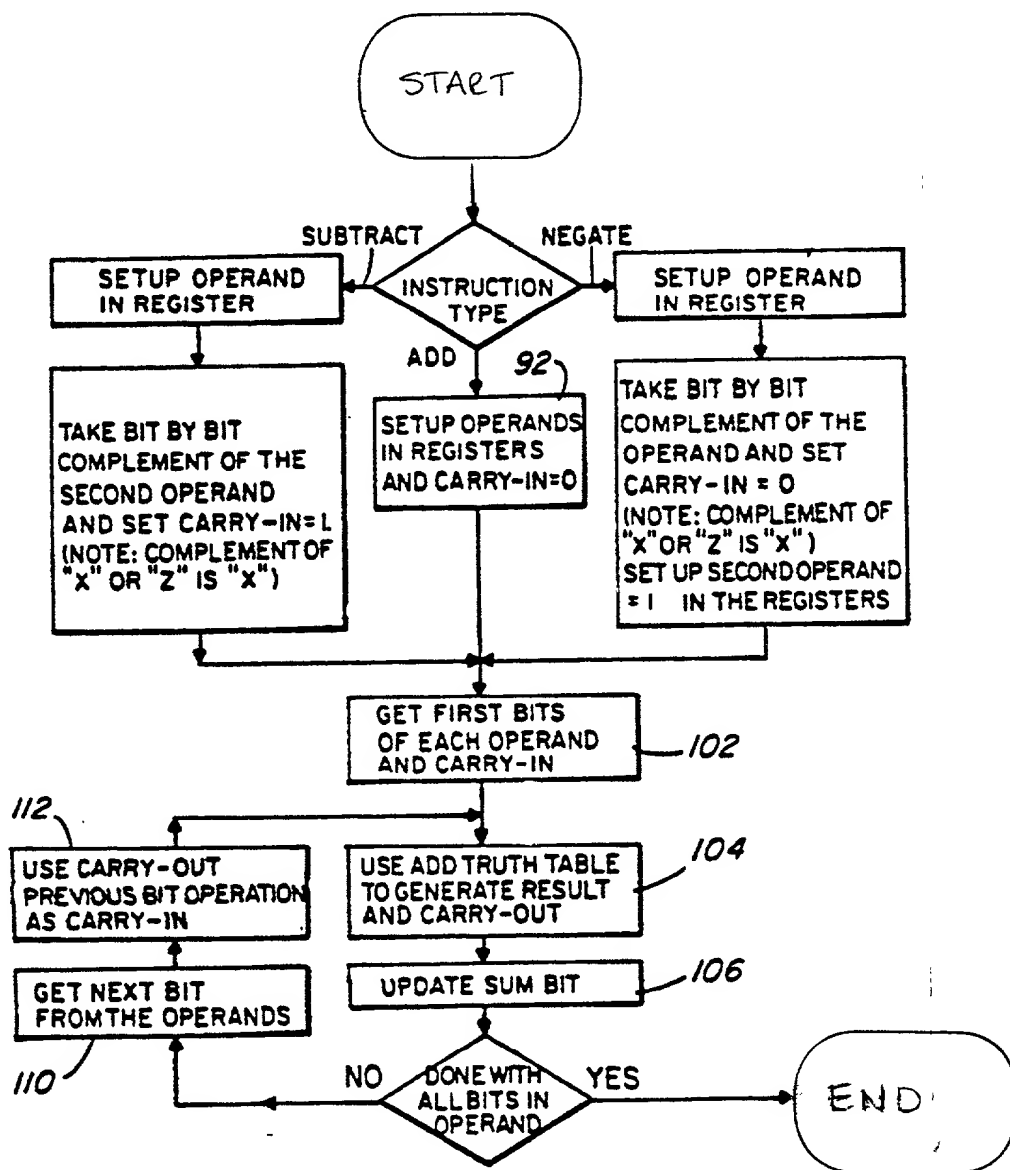 START
SUBTRACT
NEGATE
SETUP OPERAND
IN REGISTER
INSTRUCTION
TYPE
SETUP OPERAND
IN REGISTER
ADD
92
TAKE BIT BY BIT
COMPLEMENT OF THE
SECOND OPERAND
AND SET CARRY-IN=1.
(NOTE: COMPLEMENT OF
"X" OR "Z" IS "X")
SETUP OPERANDS
IN REGISTERS
AND CARRY-IN=0
TAKE BIT BY BIT
COMPLEMENT OF THE
OPERAND AND SET
CARRY-IN = 0
(NOTE: COMPLEMENT OF
"X" OR "Z" IS "X")
SET UP SECOND OPERAND
= 1 IN THE REGISTERS
GET FIRST BITS
OF EACH OPERAND
AND CARRY-IN
102
112
USE CARRY-OUT
PREVIOUS BIT OPERATION
AS CARRY-IN
USE ADD TRUTH TABLE
TO GENERATE RESULT
AND CARRY-OUT
104
UPDATE SUM BIT
106
GET NEXT BIT
FROM THE OPERANDS
110
NO
DONE WITH
ALL BITS IN
OPERAND
YES
END